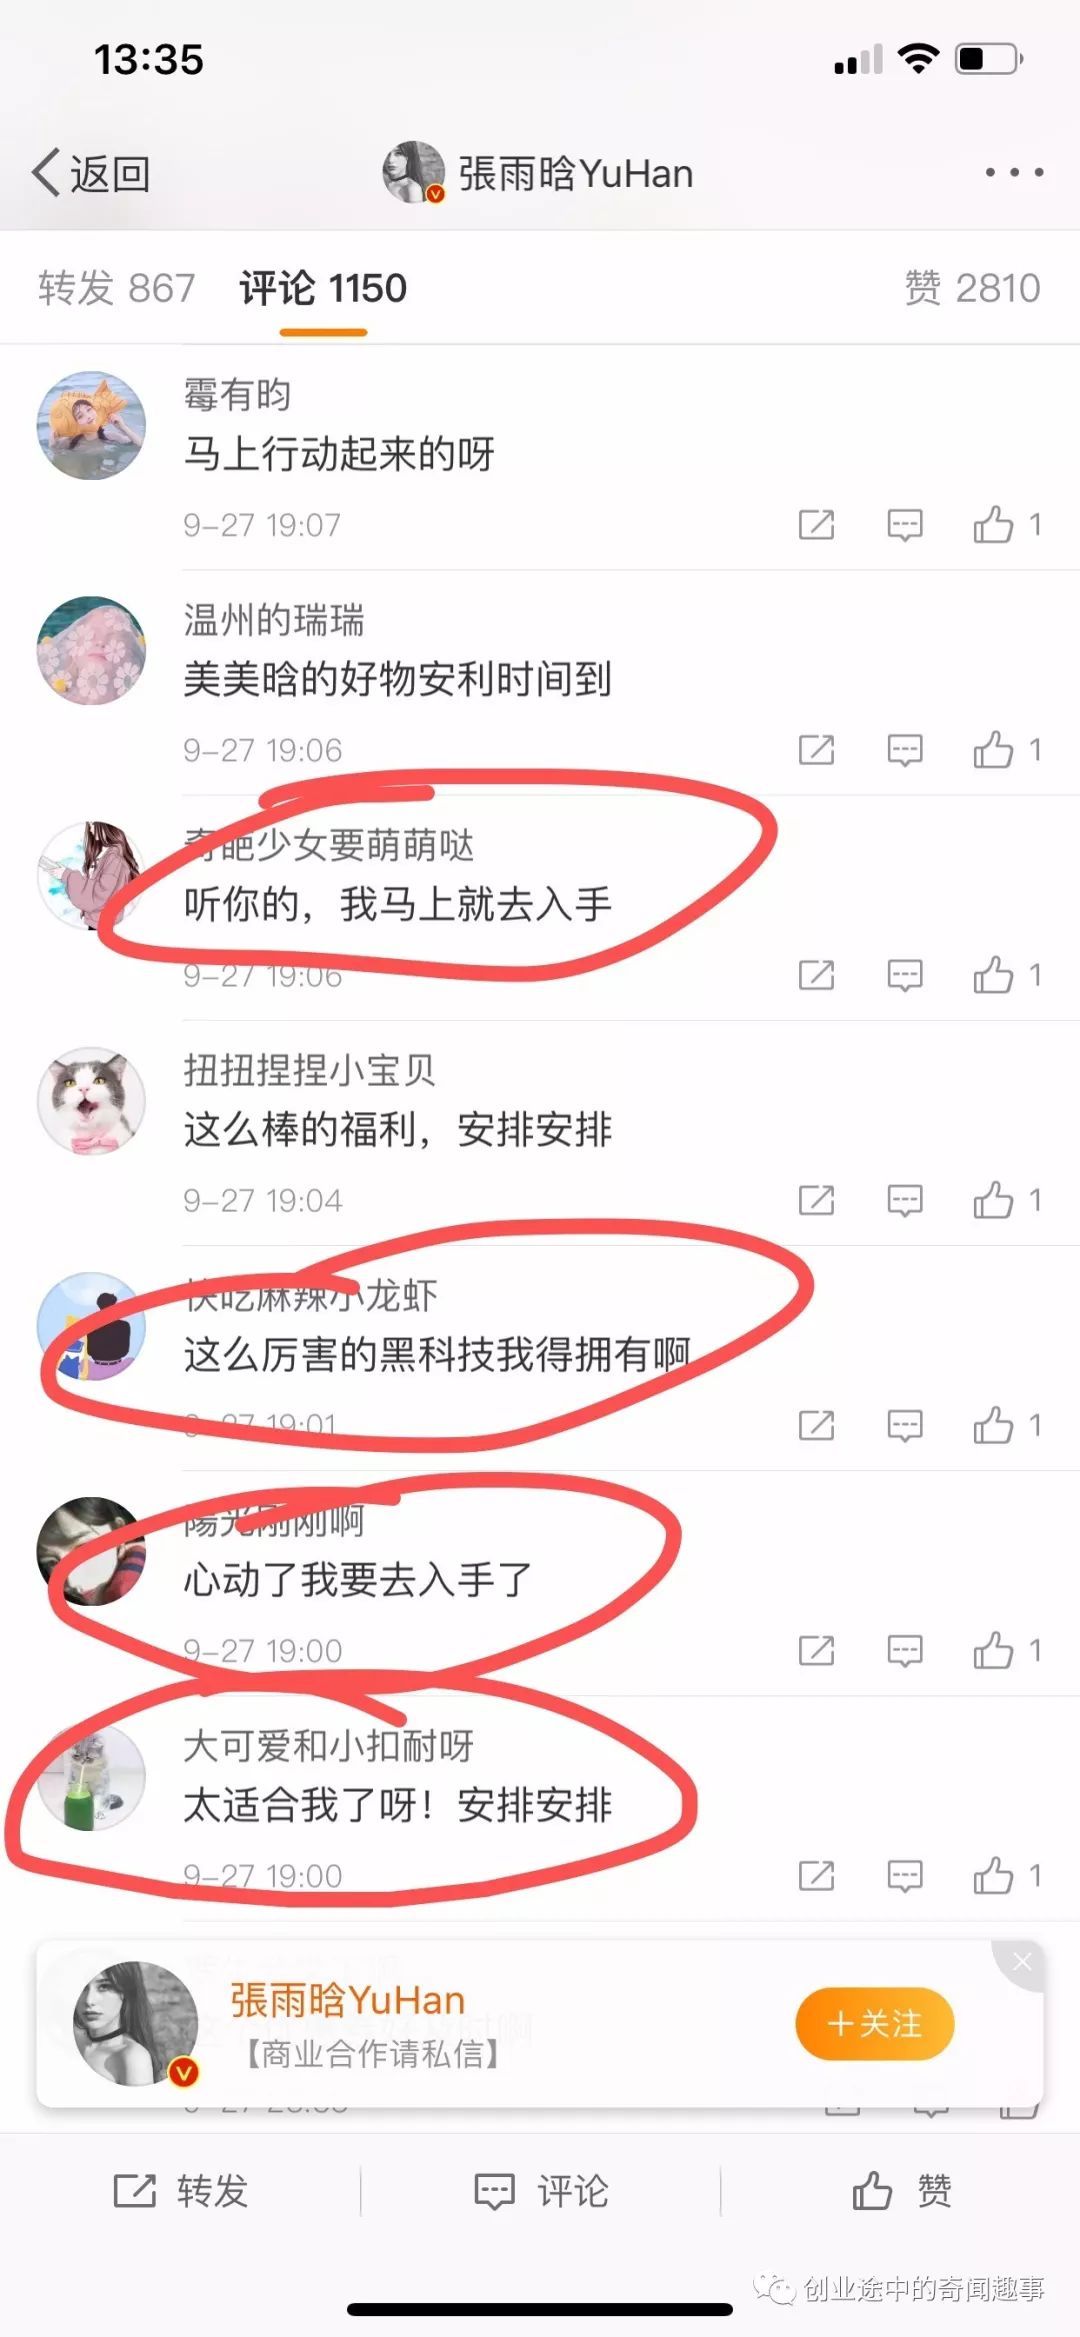 13:35
返回
張雨晗YuHan
转发 867 评论 1150 赞 2810
霉有昀
马上行动起来的呀
9-27 19:07 1
温州的瑞瑞
美美晗的好物安利时间到
9-27 19:06 1
奇葩少女要萌萌哒
听你的，我马上就去入手
9-27 19:06 1
扭扭捏捏小宝贝
这么棒的福利，安排安排
9-27 19:04 1
快吃麻辣小龙虾
这么厉害的黑科技我得拥有啊
9-27 19:01 1
陽光刚刚啊
心动了我要去入手了
9-27 19:00 1
大可爱和小扣耐呀
太适合我了呀！安排安排
9-27 19:00 1
張雨晗YuHan
【商业合作请私信】
+关注
转发 评论 赞
创业途中的奇闻趣事